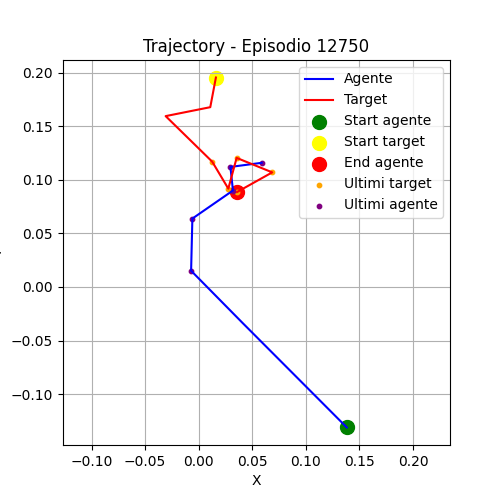 Trajectory - Episodio 12750
0.20
0.15
0.10
0.05
0.00
−0.05
−0.10
−0.10
−0.05
0.00
0.05
0.10
0.15
0.20
X
Agente
Target
Start agente
Start target
End agente
Ultimi target
Ultimi agente